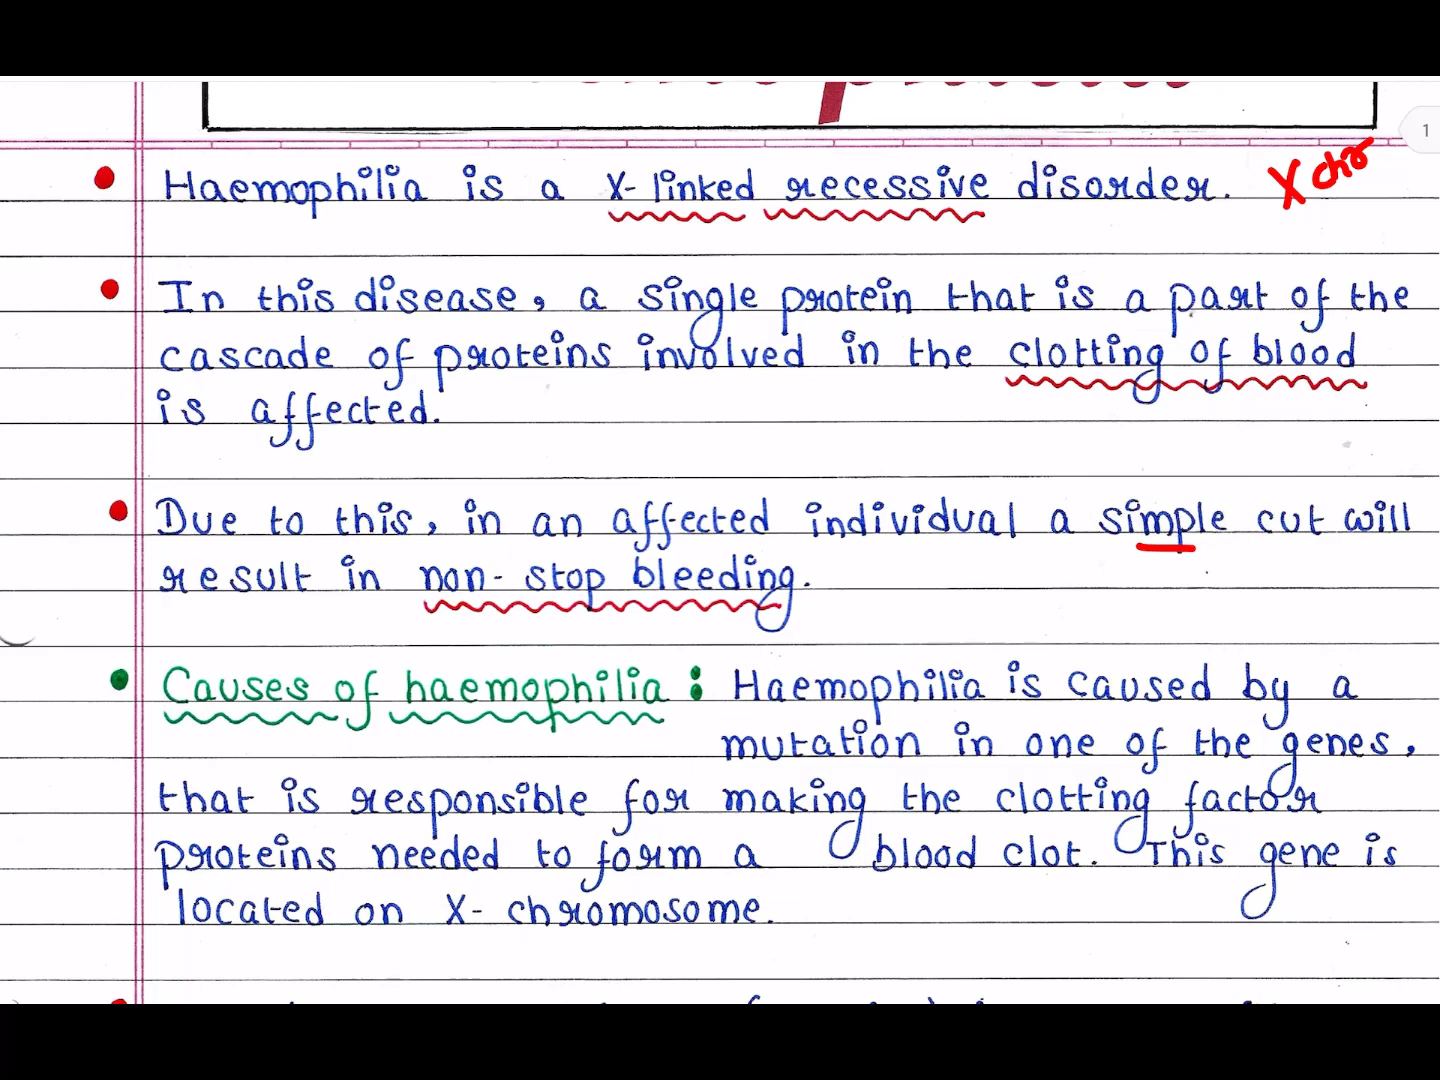 1
Haemophilia is a X-linked recessive disorder. X chr
In this disease, a single protein that is a part of the
cascade of proteins involved in the clotting of blood
is affected.
Due to this, in an affected individual a simple cut will
result in non-stop bleeding.
Causes of haemophilia : Haemophilia is caused by a
mutation in one of the genes,
that is responsible for making the clotting factor
proteins needed to form a blood clot. This gene is
located on X-chromosome.